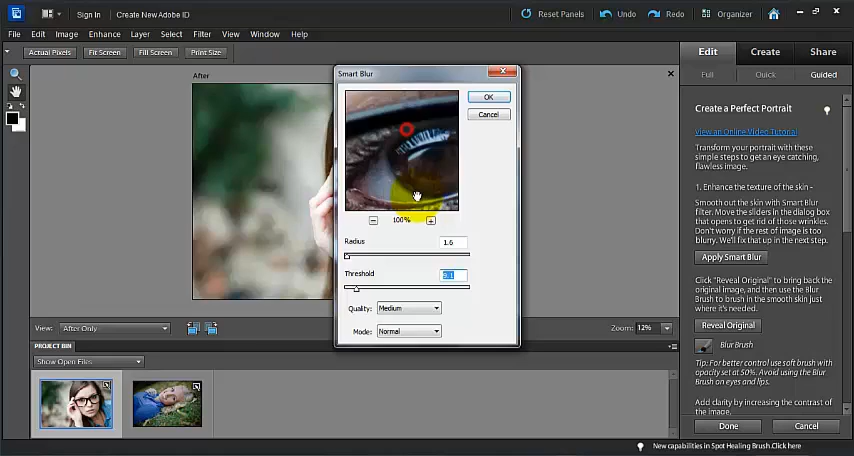 Sign In
Create New Adobe ID
Reset Panels
Undo
Redo
Organizer
File
Edit
Image
Enhancement
Layer
Select
Filter
View
Window
Help
Actual Pixels
Fit Screen
Fill Screen
Print Size
After
Smart Blur
OK
Cancel
100%
Radius
1.6
Threshold
Quality:
Medium
Mode:
Normal
View:
After Only
Zoom:
12%
PROJECT BIN
Show Open Files
Edit
Create
Share
Full
Quick
Guided
Create a Perfect Portrait
View an Online Video Tutorial
Transform your portrait with these
simple steps to get an eye catching,
flawless image.
1. Enhance the texture of the skin -
Smooth out the skin with Smart Blur
filter. Move the sliders in the dialog box
that opens to get rid of those wrinkles.
Don't worry if the rest of image is too
blurry. We'll fix that up in the next step.
Apply Smart Blur
Click "Reveal Original" to bring back the
original image, and then use the Blur
Brush to brush in the smooth skin just
where it's needed.
Reveal Original
Blur Brush
Tip: For better control use soft brush with
opacity set at 50%. Avoid using the Blur
Brush on eyes and lips.
Add clarity by increasing the contrast of
the image.
Done
Cancel
New capabilities in Spot Healing Brush.Click here